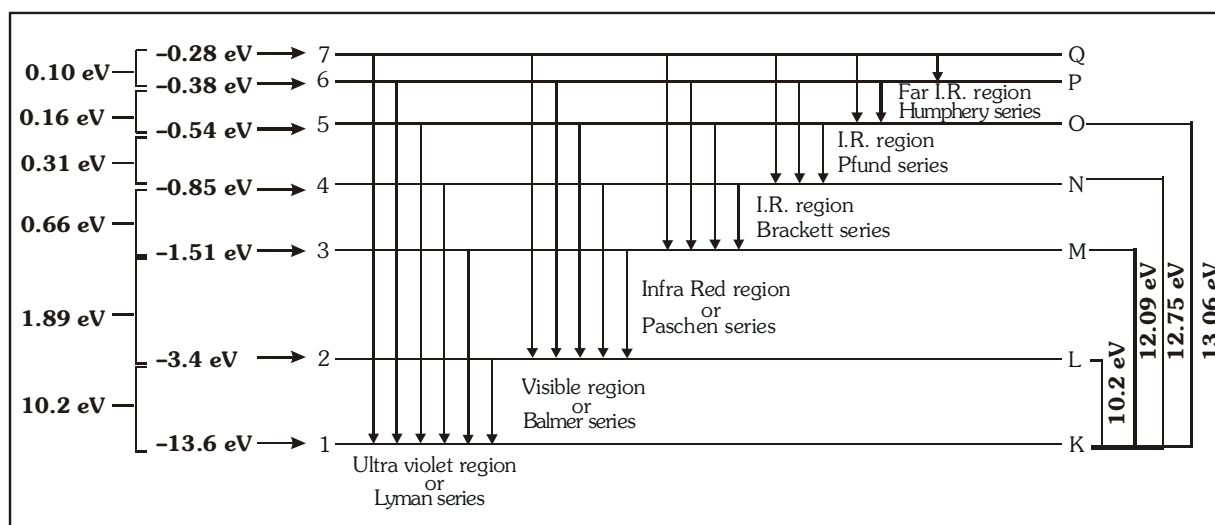 –0.28 eV 7 Q
0.10 eV
–0.38 eV 6 P
Far I.R. region
Humphery series
0.16 eV
–0.54 eV 5 O
I.R. region
Pfund series
0.31 eV
–0.85 eV 4 N
I.R. region
Brackett series
0.66 eV
–1.51 eV 3 M
Infra Red region
or
Paschen series
1.89 eV
–3.4 eV 2 L
Visible region
or
Balmer series
10.2 eV
–13.6 eV 1 K
Ultra violet region
or
Lyman series
10.2 eV
12.09 eV
12.75 eV
13.06 eV